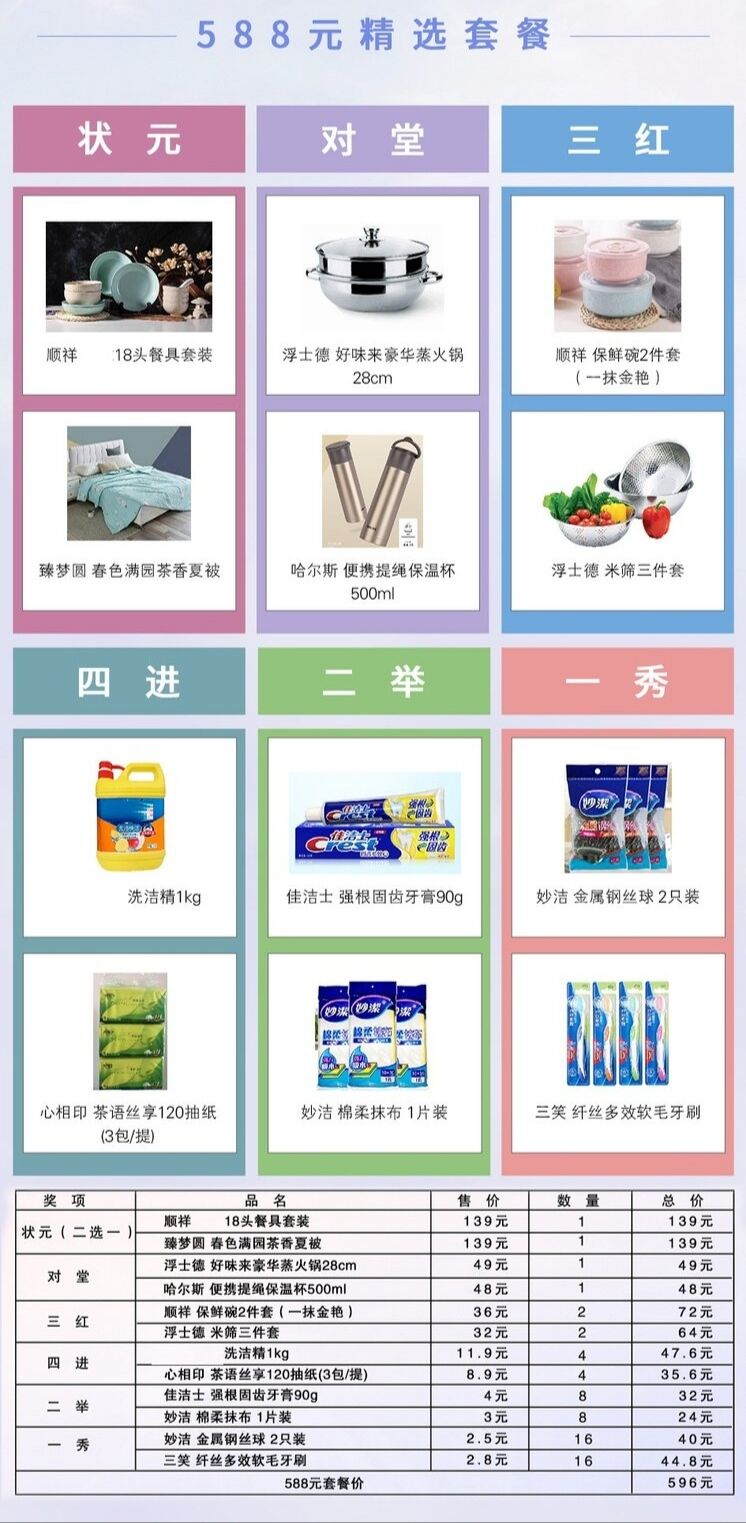 588元精选套餐
状元
对堂
三红
顺祥 18头餐具套装
浮士德 好味来豪华蒸火锅
28cm
顺祥 保鲜碗2件套
（一抹金艳）
臻梦圆 春色满园茶香夏被
哈尔斯 便携提绳保温杯
500ml
浮士德 米筛三件套
四进
二举
一秀
洗洁精1kg
佳洁士
Crest
强根固齿
佳洁士 强根固齿牙膏90g
妙潔
妙洁 金属钢丝球 2只装
心相印 茶语丝享120抽纸
(3包/提)
妙潔
妙洁 棉柔抹布 1片装
三笑 纤丝多效软毛牙刷
奖项 品名 售价 数量 总价
状元（二选一） 顺祥 18头餐具套装 139元 1 139元
臻梦圆 春色满园茶香夏被 139元 1 139元
对堂 浮士德 好味来豪华蒸火锅28cm 49元 1 49元
哈尔斯 便携提绳保温杯500ml 48元 1 48元
三红 顺祥 保鲜碗2件套（一抹金艳） 36元 2 72元
浮士德 米筛三件套 32元 2 64元
四进 洗洁精1kg 11.9元 4 47.6元
心相印 茶语丝享120抽纸(3包/提) 8.9元 4 35.6元
二举 佳洁士 强根固齿牙膏90g 4元 8 32元
妙洁 棉柔抹布 1片装 3元 8 24元
一秀 妙洁 金属钢丝球 2只装 2.5元 16 40元
三笑 纤丝多效软毛牙刷 2.8元 16 44.8元
588元套餐价 596元